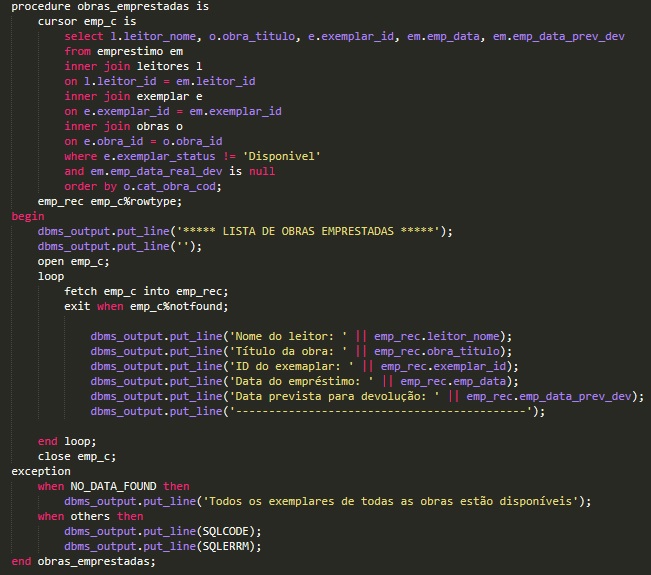 procedure obras_emprestadas is
cursor emp_c is
select l.leitor_nome, o.obra_titulo, e.exemplar_id, em.emp_data, em.emp_data_prev_dev
from emprestimo em
inner join leitores l
on l.leitor_id = em.leitor_id
inner join exemplar e
on e.exemplar_id = em.exemplar_id
inner join obras o
on e.obra_id = o.obra_id
where e.exemplar_status != 'Disponivel'
and em.emp_data_real_dev is null
order by o.cat_obra_cod;
emp_rec emp_c%rowtype;
begin
dbms_output.put_line('***** LISTA DE OBRAS EMPRESTADAS *****');
dbms_output.put_line('');
open emp_c;
loop
fetch emp_c into emp_rec;
exit when emp_c%notfound;
dbms_output.put_line('Nome do leitor: ' || emp_rec.leitor_nome);
dbms_output.put_line('Título da obra: ' || emp_rec.obra_titulo);
dbms_output.put_line('ID do exemaplar: ' || emp_rec.exemplar_id);
dbms_output.put_line('Data do empréstimo: ' || emp_rec.emp_data);
dbms_output.put_line('Data prevista para devolução: ' || emp_rec.emp_data_prev_dev);
dbms_output.put_line('--------------------------------------------');
end loop;
close emp_c;
exception
when NO_DATA_FOUND then
dbms_output.put_line('Todos os exemplares de todas as obras estão disponíveis');
when others then
dbms_output.put_line(SQLCODE);
dbms_output.put_line(SQLERRM);
end obras_emprestadas;